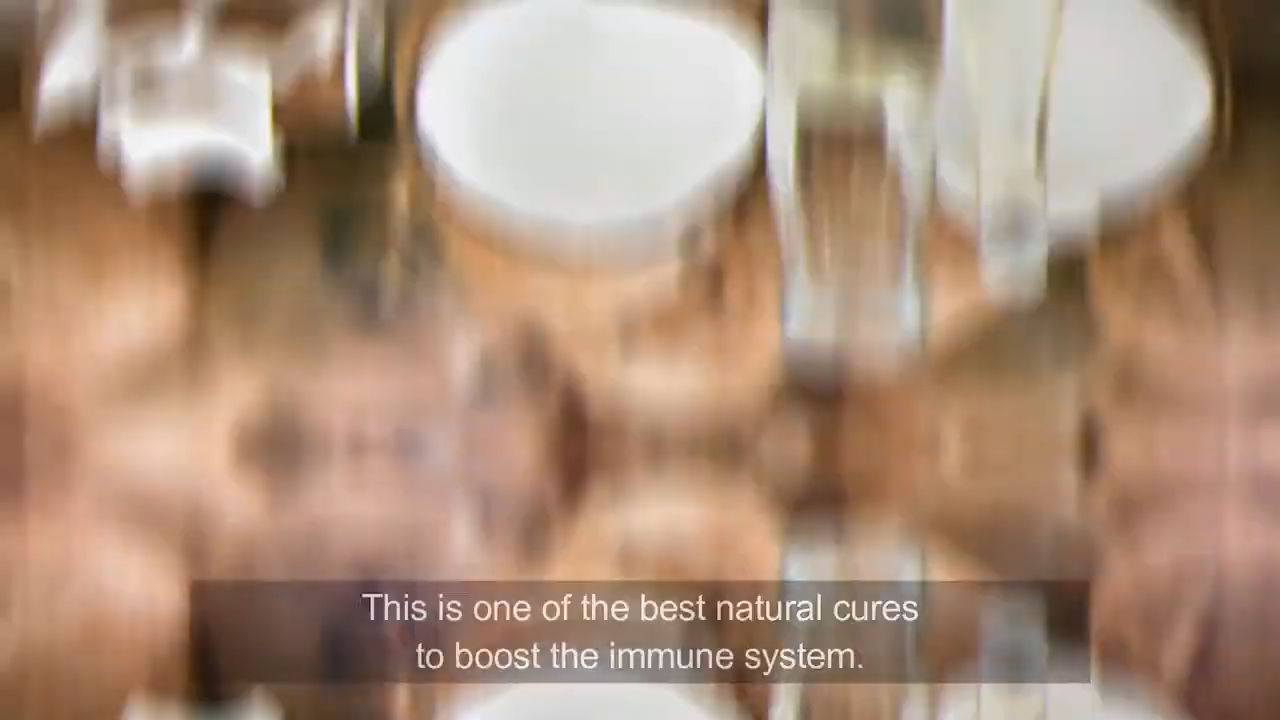 This is one of the best natural cures
to boost the immune system.